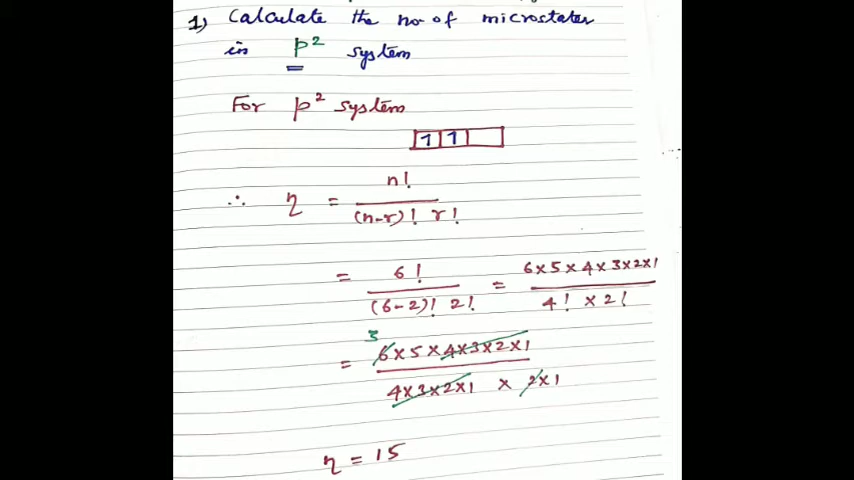 1) Calculate the no of microstates
in p² system
For p² system
1 1
∴ η = n! / (n-r)! r!
= 6! / (6-2)! 2! = 6×5×4×3×2×1 / 4! × 2!
3
= 6×5×4×3×2×1 / 4×3×2×1 × 2×1
η = 15